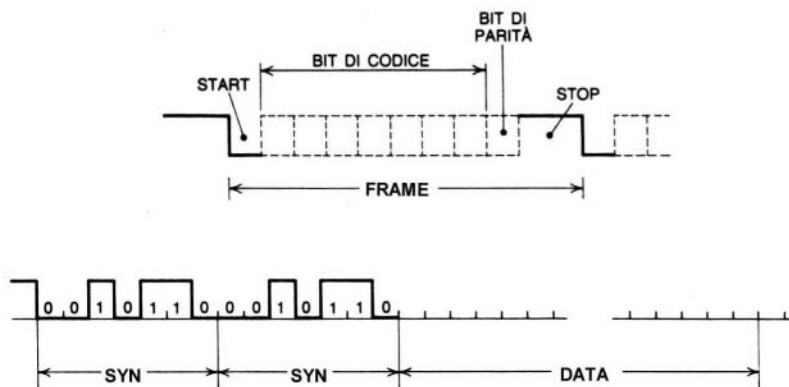 BIT DI
PARITÀ
BIT DI CODICE
START
STOP
FRAME
0 0 1 0 1 1 0 0 0 1 0 1 1 0
SYN SYN DATA